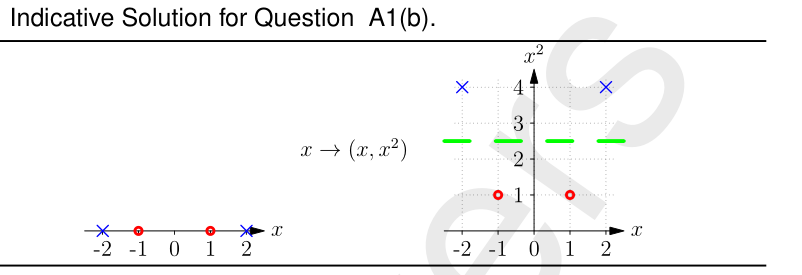 Indicative Solution for Question A1(b).
x²
4
3
x → (x, x²)
2
1
x
x
-2 -1 0 1 2
-2 -1 0 1 2
ers